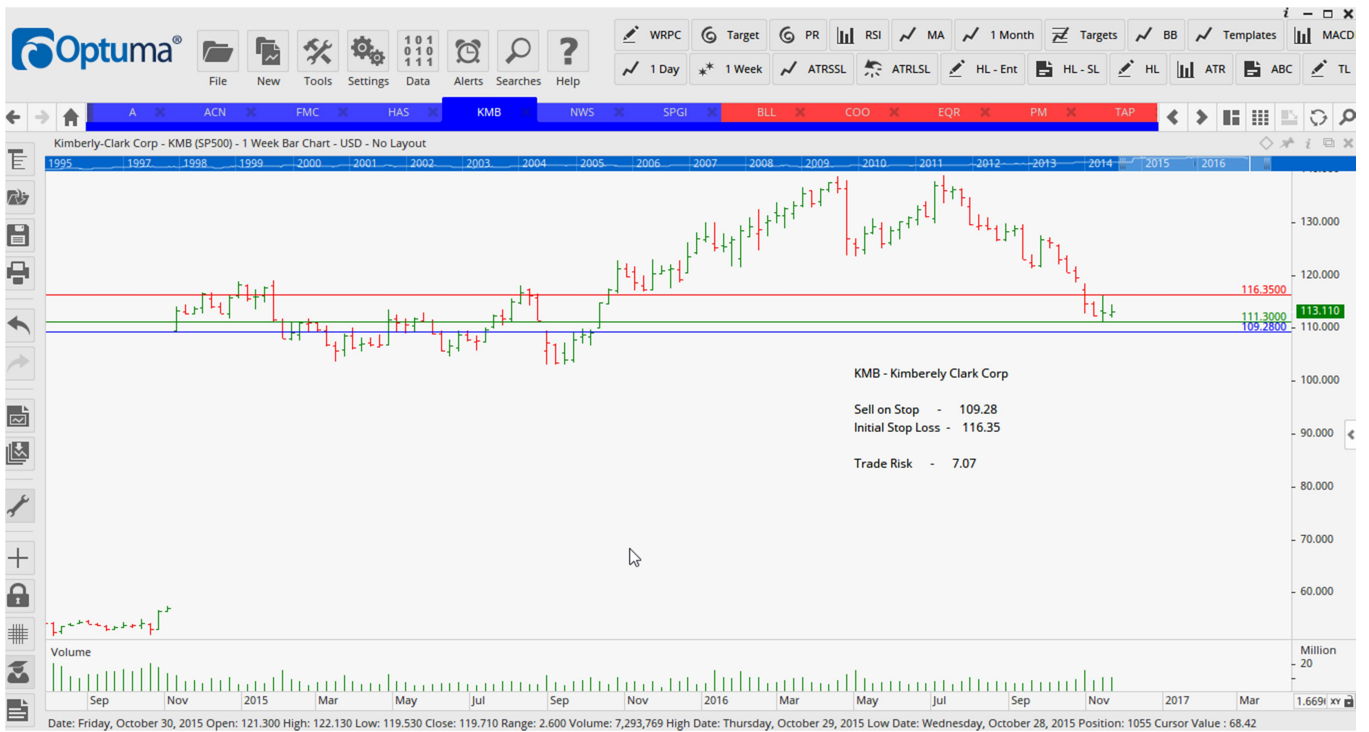 Optuma®
File
New
Tools
Settings
101
010
111
Data
Alerts
Searches
?
Help
WRPC
Target
PR
RSI
MA
1 Month
Targets
BB
Templates
MACD
1 Day
1 Week
ATRSSL
ATRLSL
HL - Ent
HL - SL
HL
ATR
ABC
TL
A
ACN
FMC
HAS
KMB
NWS
SPGI
BLL
COO
EQR
PM
TAP
Kimberly-Clark Corp - KMB (SP500) - 1 Week Bar Chart - USD - No Layout
1995 1997 1998 1999 2000 2001 2002 2003 2004 2005 2006 2007 2008 2009 2010 2011 2012 2013 2014 2015 2016
130.000
120.000
116.3500
113.110
111.3000
109.2800
110.000
KMB - Kimberely Clark Corp
100.000
Sell on Stop - 109.28
Initial Stop Loss - 116.35
90.000
Trade Risk - 7.07
80.000
70.000
60.000
Volume
Million
20
Sep Nov 2015 Mar May Jul Sep Nov 2016 Mar May Jul Sep Nov 2017 Mar
XY
Date: Friday, October 30, 2015 Open: 121.300 High: 122.130 Low: 119.530 Close: 119.710 Range: 2.600 Volume: 7,293,769 High Date: Thursday, October 29, 2015 Low Date: Wednesday, October 28, 2015 Position: 1055 Cursor Value : 68.42